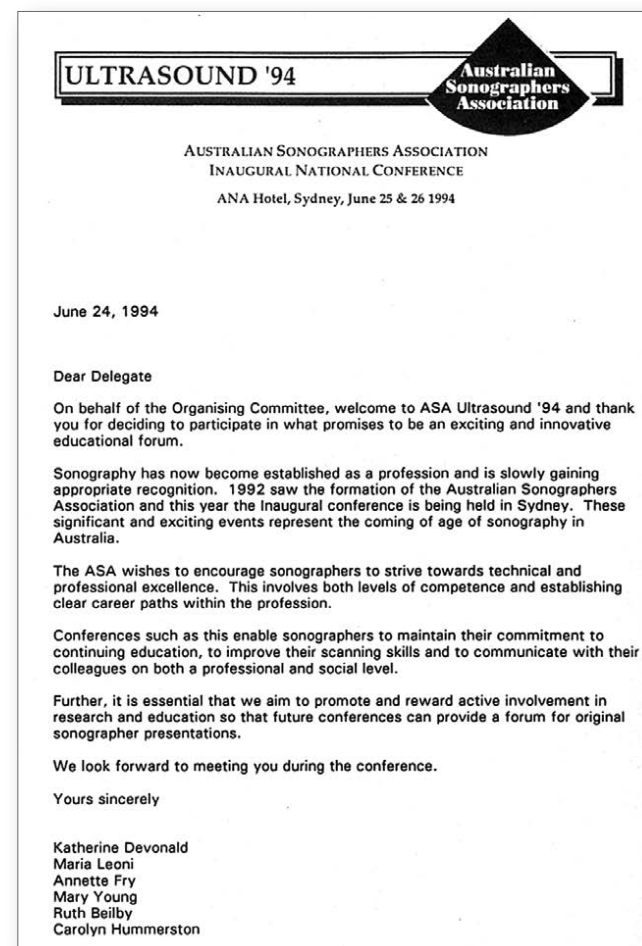 ULTRASOUND '94
Australian
Sonographers
Association
AUSTRALIAN SONOGRAPHERS ASSOCIATION
INAUGURAL NATIONAL CONFERENCE
ANA Hotel, Sydney, June 25 & 26 1994
June 24, 1994
Dear Delegate
On behalf of the Organising Committee, welcome to ASA Ultrasound '94 and thank
you for deciding to participate in what promises to be an exciting and innovative
educational forum.
Sonography has now become established as a profession and is slowly gaining
appropriate recognition. 1992 saw the formation of the Australian Sonographers
Association and this year the Inaugural conference is being held in Sydney. These
significant and exciting events represent the coming of age of sonography in
Australia.
The ASA wishes to encourage sonographers to strive towards technical and
professional excellence. This involves both levels of competence and establishing
clear career paths within the profession.
Conferences such as this enable sonographers to maintain their commitment to
continuing education, to improve their scanning skills and to communicate with their
colleagues on both a professional and social level.
Further, it is essential that we aim to promote and reward active involvement in
research and education so that future conferences can provide a forum for original
sonographer presentations.
We look forward to meeting you during the conference.
Yours sincerely
Katherine Devonald
Maria Leoni
Annette Fry
Mary Young
Ruth Beilby
Carolyn Hummerston